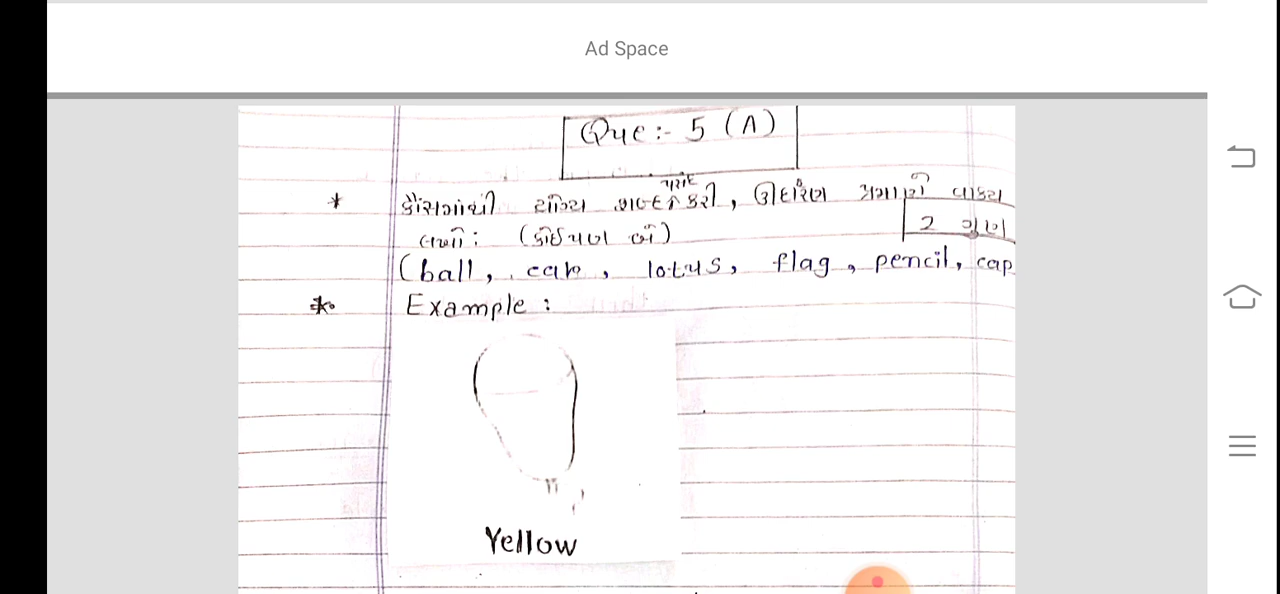 Ad Space
Que :- 5 (A)
* કૌંસમાંથી યોગ્ય શબ્દ પસંદ કરી, ઉદાહરણ પ્રમાણે વાક્ય
લખો : (કોઈપણ બે) 2 ગુણ
(ball, car, lotus, flag, pencil, cap
* Example :
Yellow